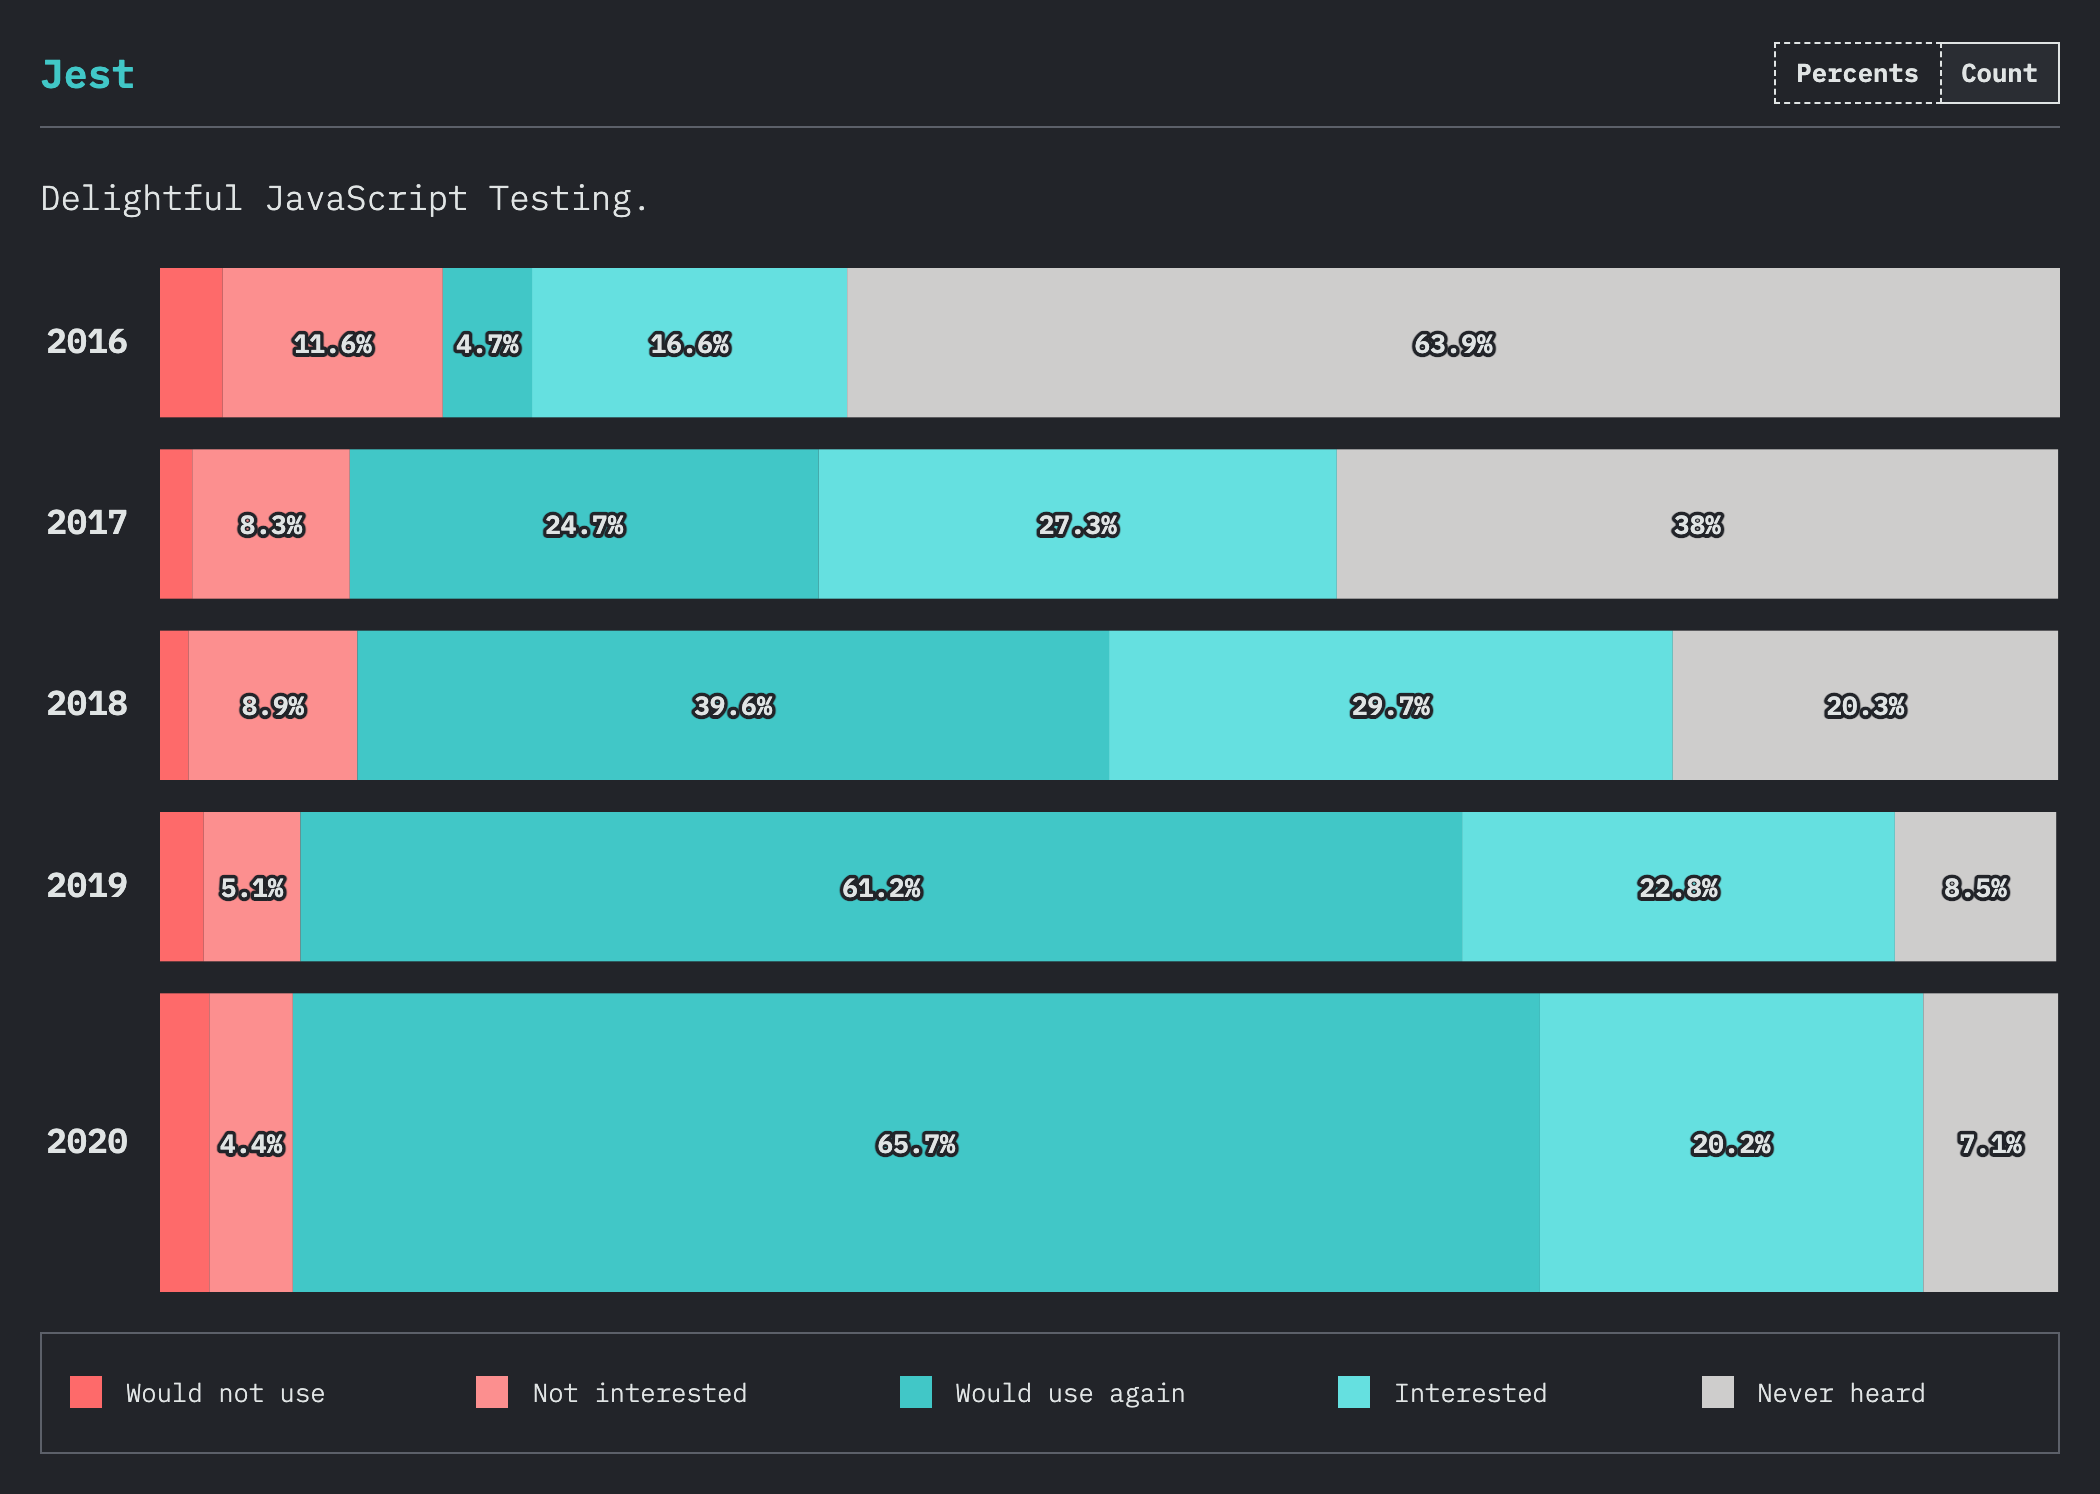 Jest
Percents Count
Delightful JavaScript Testing.
2016 11.6% 4.7% 16.6% 63.9%
2017 8.3% 24.7% 27.3% 38%
2018 8.9% 39.6% 29.7% 20.3%
2019 5.1% 61.2% 22.8% 8.5%
2020 4.4% 65.7% 20.2% 7.1%
Would not use Not interested Would use again Interested Never heard